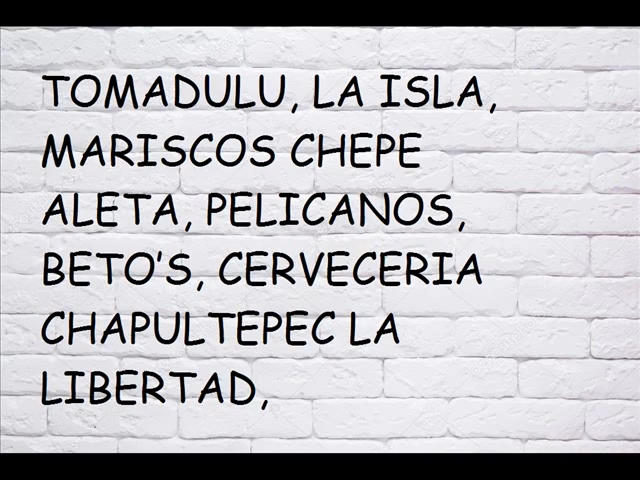 TOMADULU, LA ISLA,
MARISCOS CHEPE
ALETA, PELICANOS,
BETO'S, CERVECERIA
CHAPULTEPEC LA
LIBERTAD,